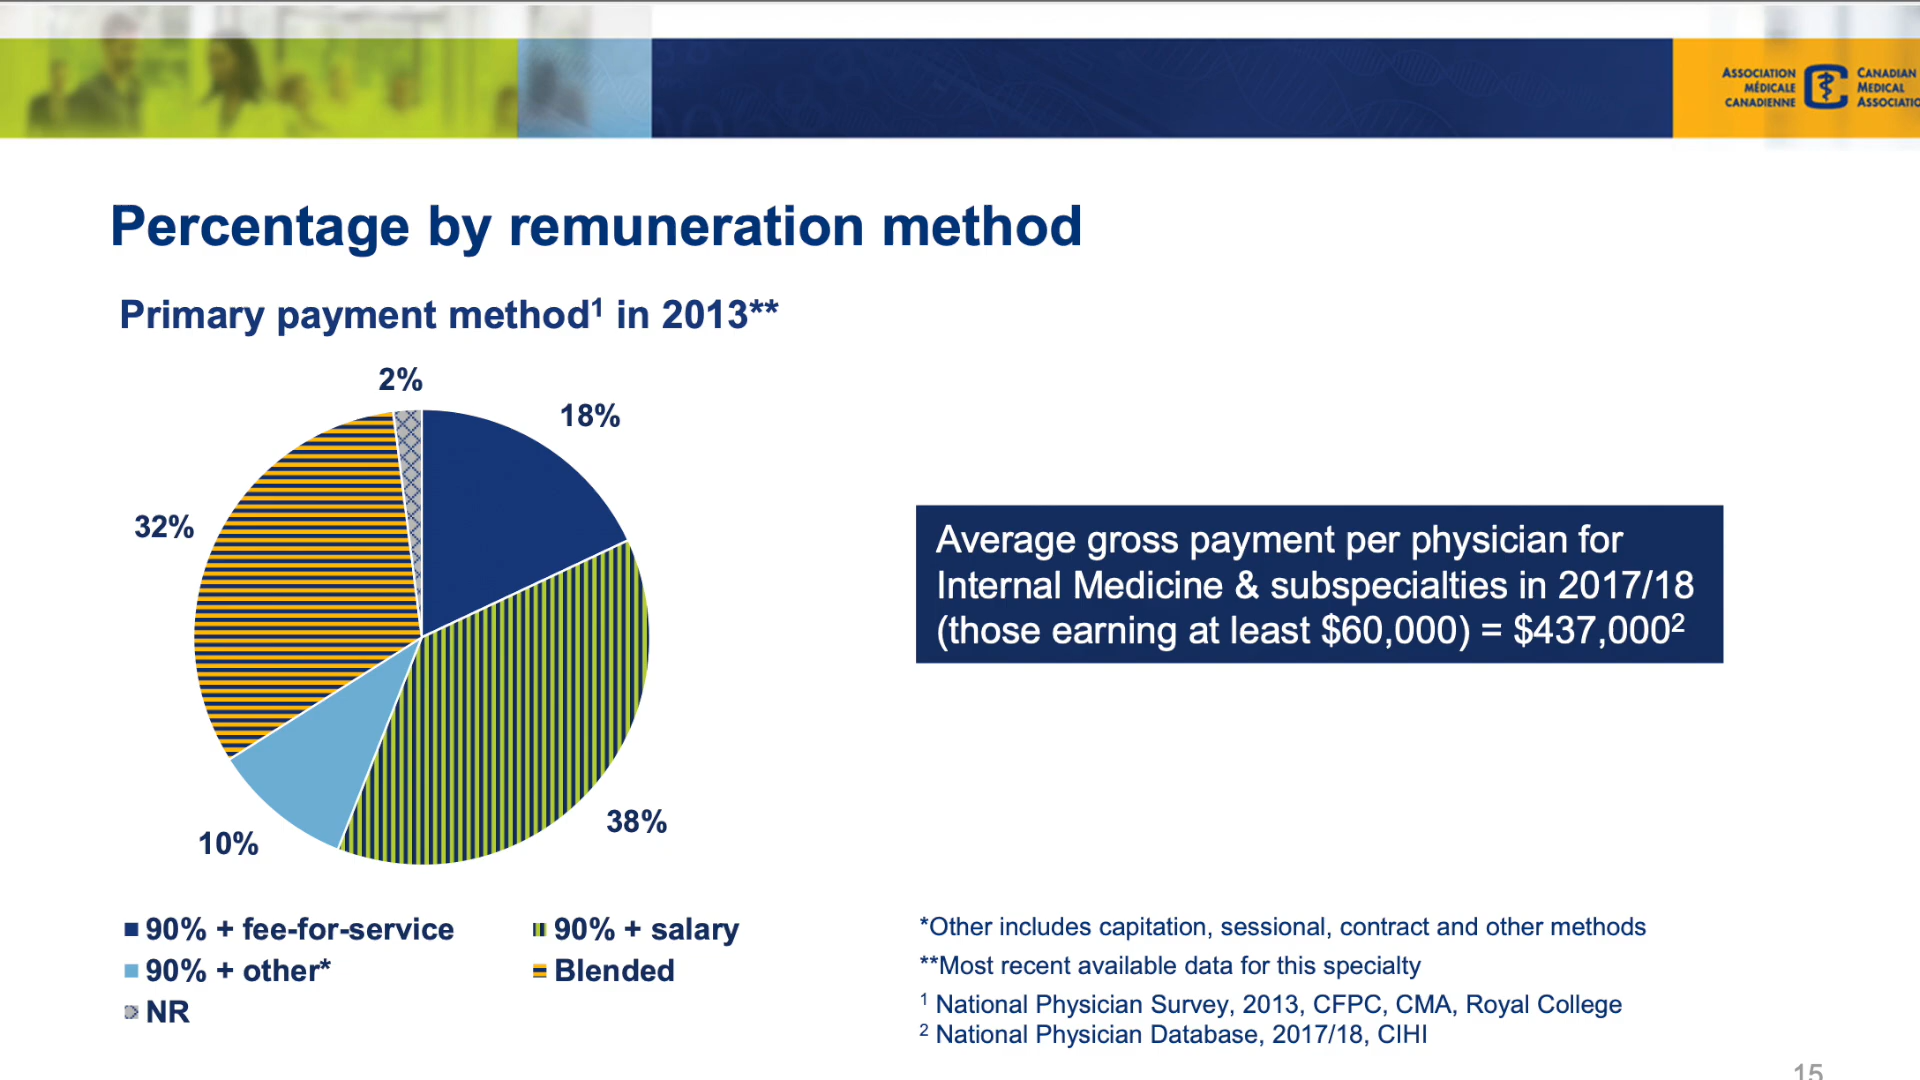 ASSOCIATION
MÉDICALE
CANADIENNE
CANADIAN
MEDICAL
Percentage by remuneration method
Primary payment method¹ in 2013**
2%
18%
32%
38%
10%
90% + fee-for-service
90% + salary
90% + other*
Blended
NR
Average gross payment per physician for
Internal Medicine & subspecialties in 2017/18
(those earning at least $60,000) = $437,000²
*Other includes capitation, sessional, contract and other methods
**Most recent available data for this specialty
¹ National Physician Survey, 2013, CFPC, CMA, Royal College
² National Physician Database, 2017/18, CIHI
15